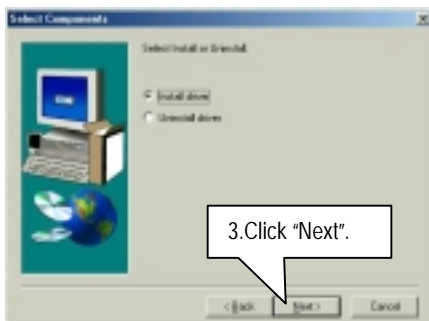 Select Components
Select Install or Uninstall.
Install driver
Uninstall driver
3.Click “Next”.
< Back
Next >
Cancel